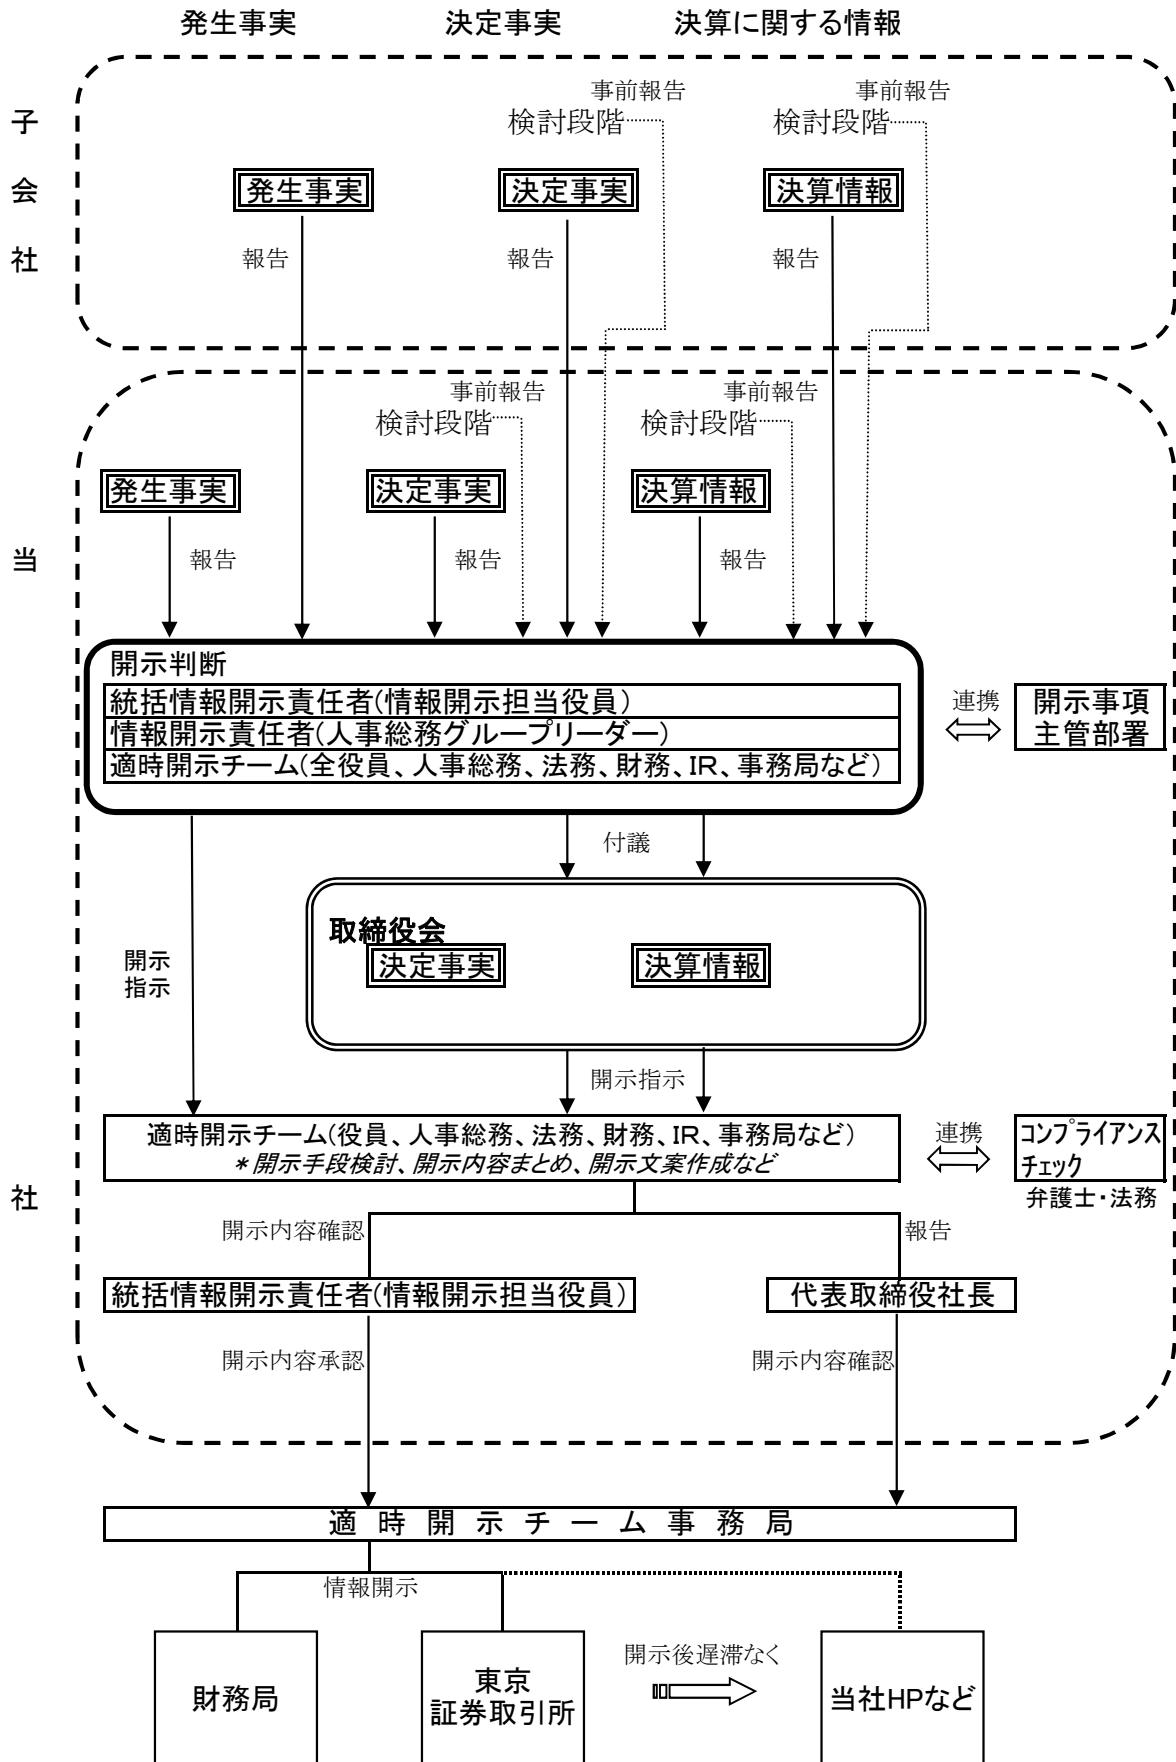 発生事実 決定事実 決算に関する情報
事前報告 事前報告
子 検討段階 検討段階
会 発生事実 決定事実 決算情報
社 報告 報告 報告
事前報告 事前報告
検討段階 検討段階
発生事実 決定事実 決算情報
当 報告 報告 報告
開示判断
統括情報開示責任者(情報開示担当役員)
情報開示責任者(人事総務グループリーダー)
適時開示チーム(全役員、人事総務、法務、財務、IR、事務局など)
連携
開示事項
主管部署
付議
取締役会
決定事実 決算情報
開示
指示
開示指示
適時開示チーム(役員、人事総務、法務、財務、IR、事務局など)
*開示手段検討、開示内容まとめ、開示文案作成など
連携
コンプライアンス
チェック
弁護士・法務
社
開示内容確認 報告
統括情報開示責任者(情報開示担当役員) 代表取締役社長
開示内容承認 開示内容確認
適時開示チーム事務局
情報開示
財務局
東京
証券取引所
開示後遅滞なく
当社HPなど